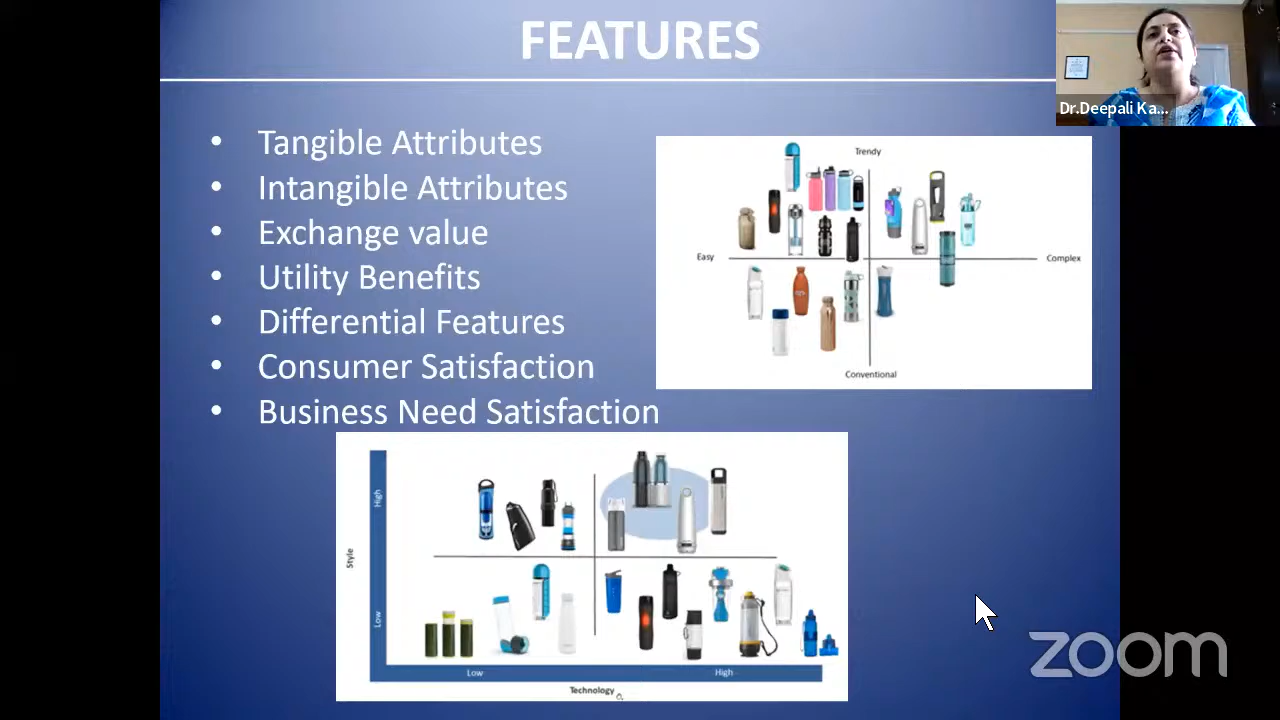 FEATURES
Dr.Deepali Ka...
• Tangible Attributes
• Intangible Attributes
• Exchange value
• Utility Benefits
• Differential Features
• Consumer Satisfaction
• Business Need Satisfaction
Trendy
Easy
Complex
Conventional
High
Style
Low
Low
High
Technology
zoom